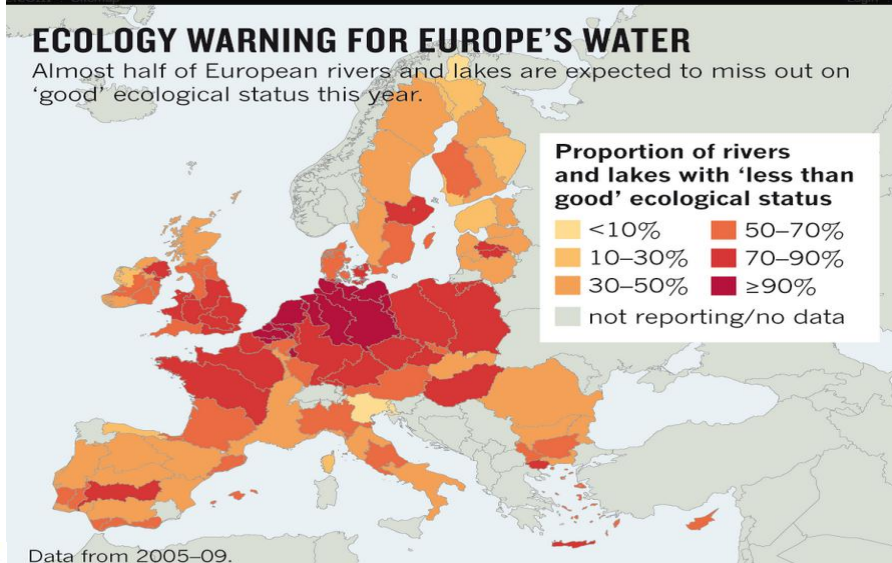 ECOLOGY WARNING FOR EUROPE'S WATER
Almost half of European rivers and lakes are expected to miss out on
‘good’ ecological status this year.
Proportion of rivers
and lakes with ‘less than
good’ ecological status
<10%
10–30%
30–50%
50–70%
70–90%
≥90%
not reporting/no data
Data from 2005–09.